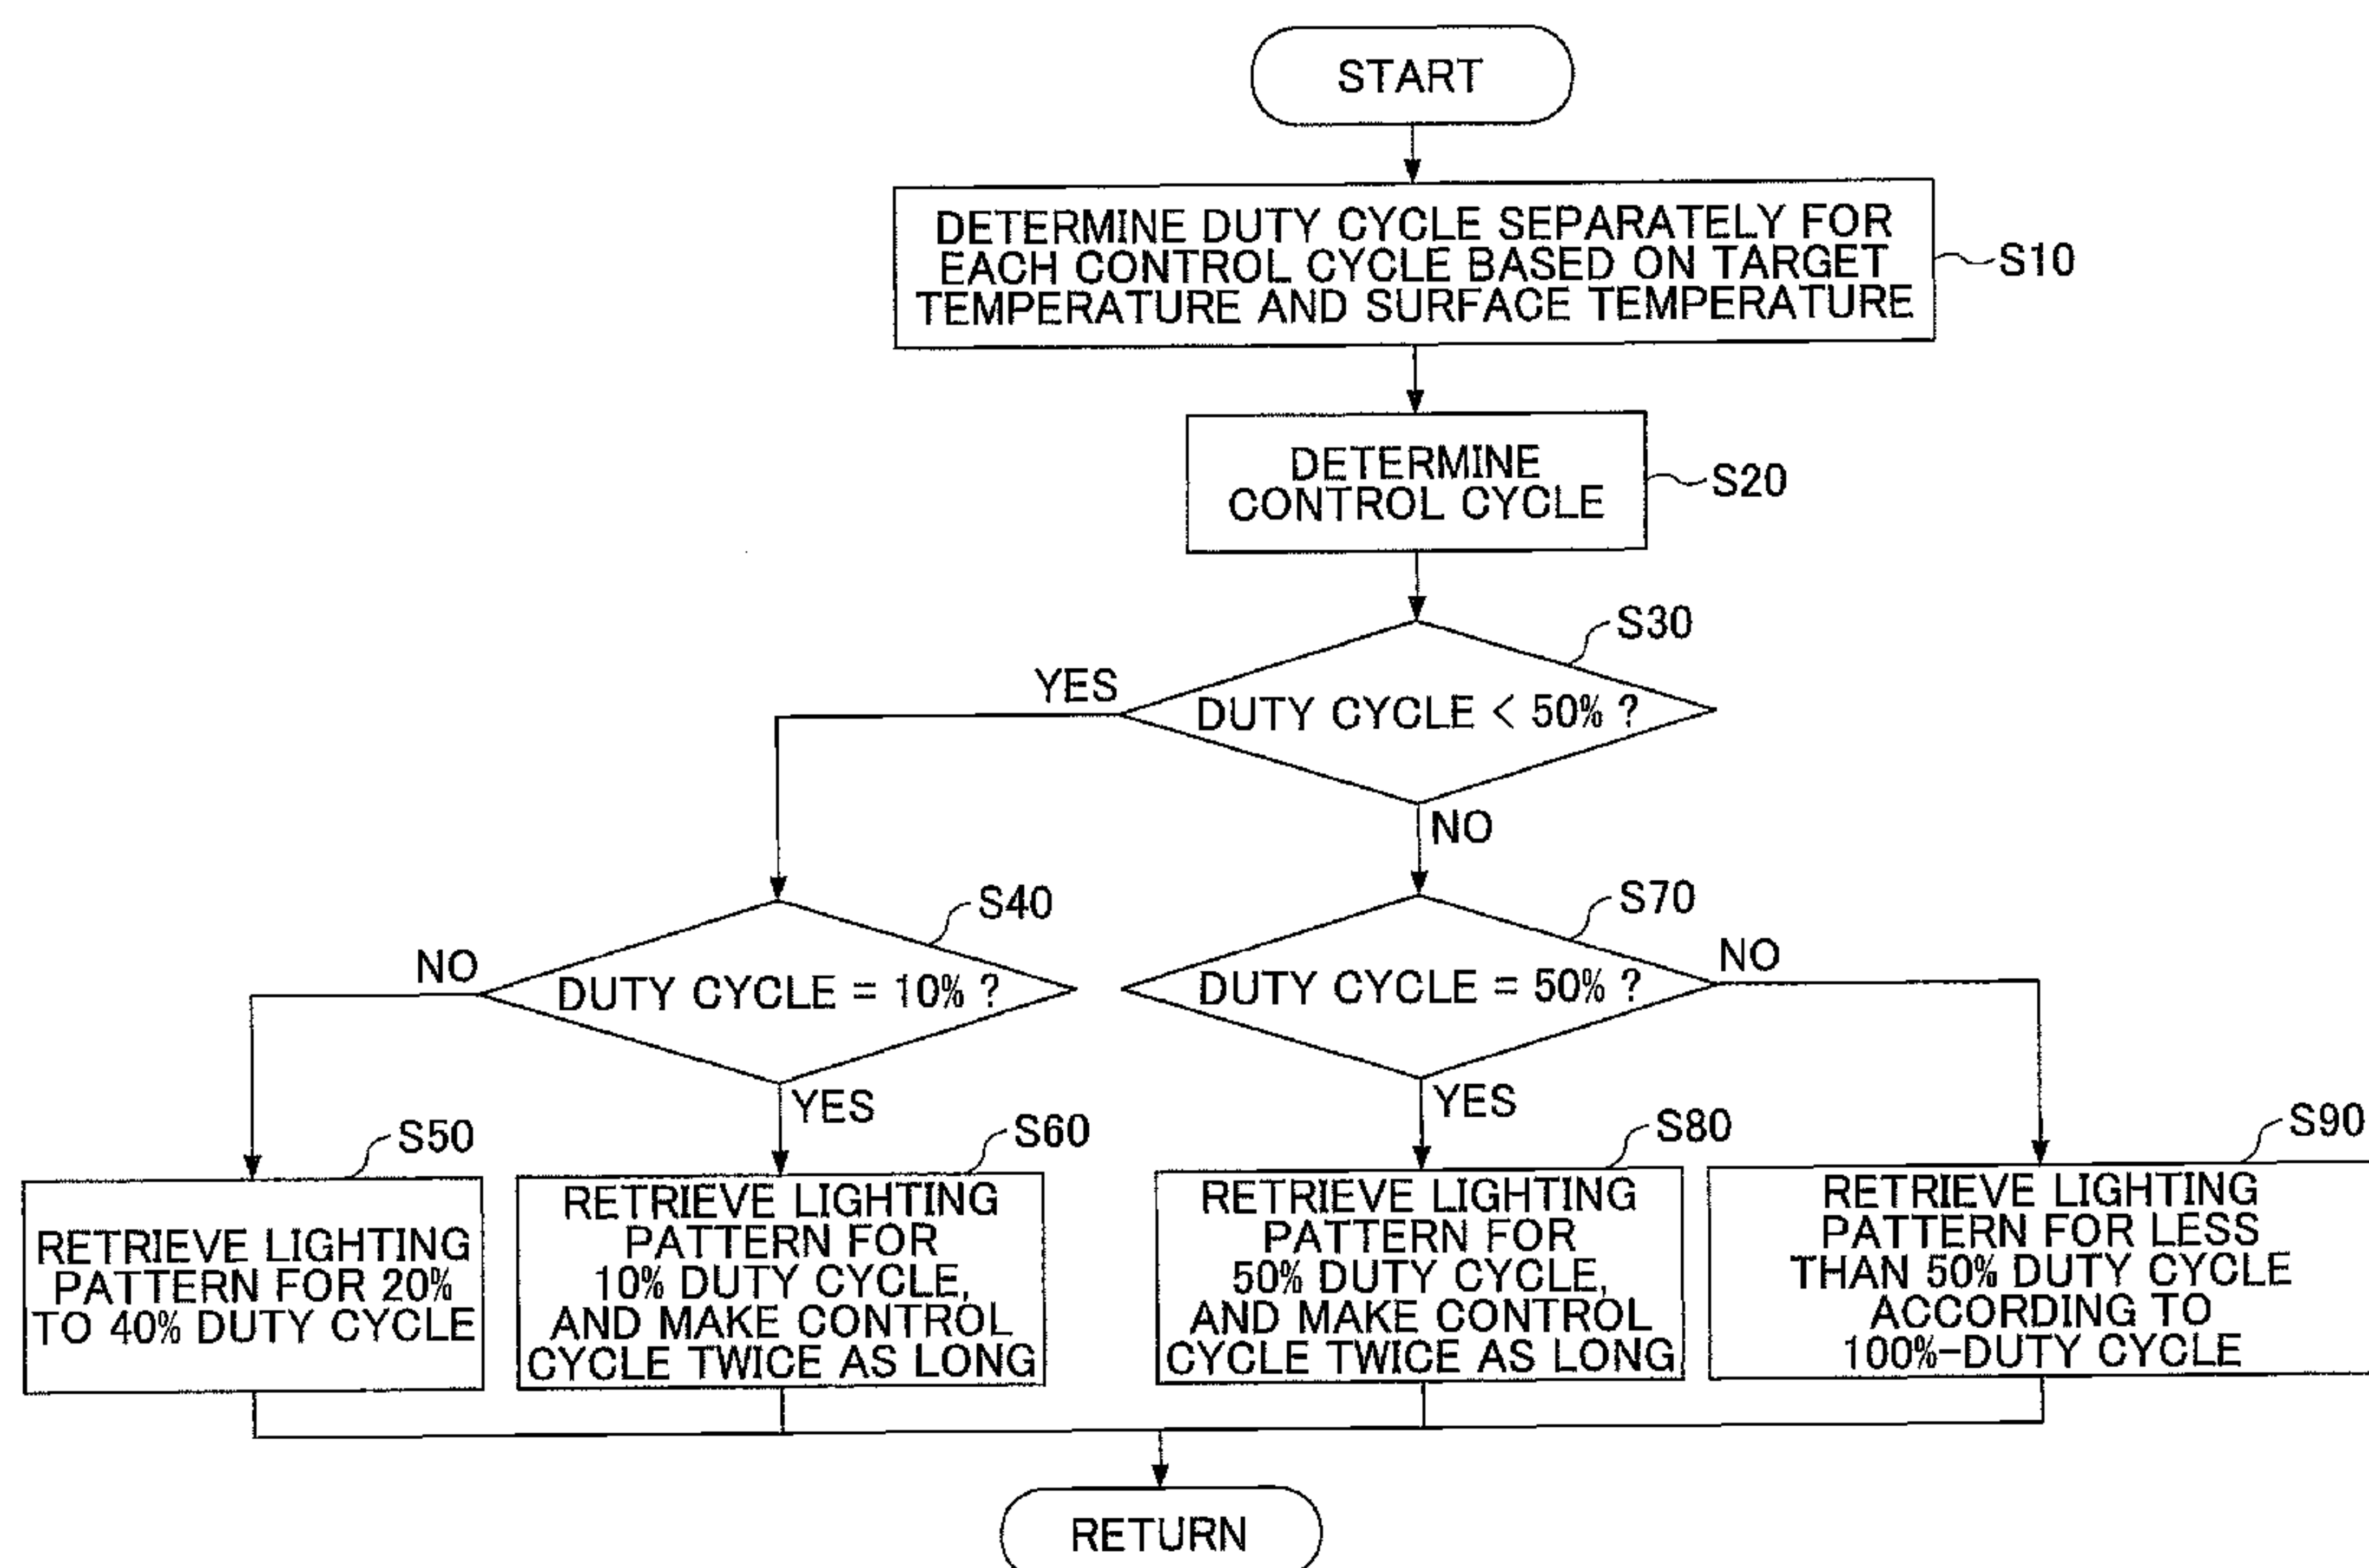 START
DETERMINE DUTY CYCLE SEPARATELY FOR
EACH CONTROL CYCLE BASED ON TARGET
TEMPERATURE AND SURFACE TEMPERATURE
S10
DETERMINE
CONTROL CYCLE
S20
S30
DUTY CYCLE < 50% ?
YES
NO
S40
DUTY CYCLE = 10% ?
NO
YES
S70
DUTY CYCLE = 50% ?
NO
YES
S50
RETRIEVE LIGHTING
PATTERN FOR 20%
TO 40% DUTY CYCLE
S60
RETRIEVE LIGHTING
PATTERN FOR
10% DUTY CYCLE,
AND MAKE CONTROL
CYCLE TWICE AS LONG
S80
RETRIEVE LIGHTING
PATTERN FOR
50% DUTY CYCLE,
AND MAKE CONTROL
CYCLE TWICE AS LONG
S90
RETRIEVE LIGHTING
PATTERN FOR LESS
THAN 50% DUTY CYCLE
ACCORDING TO
100%-DUTY CYCLE
RETURN